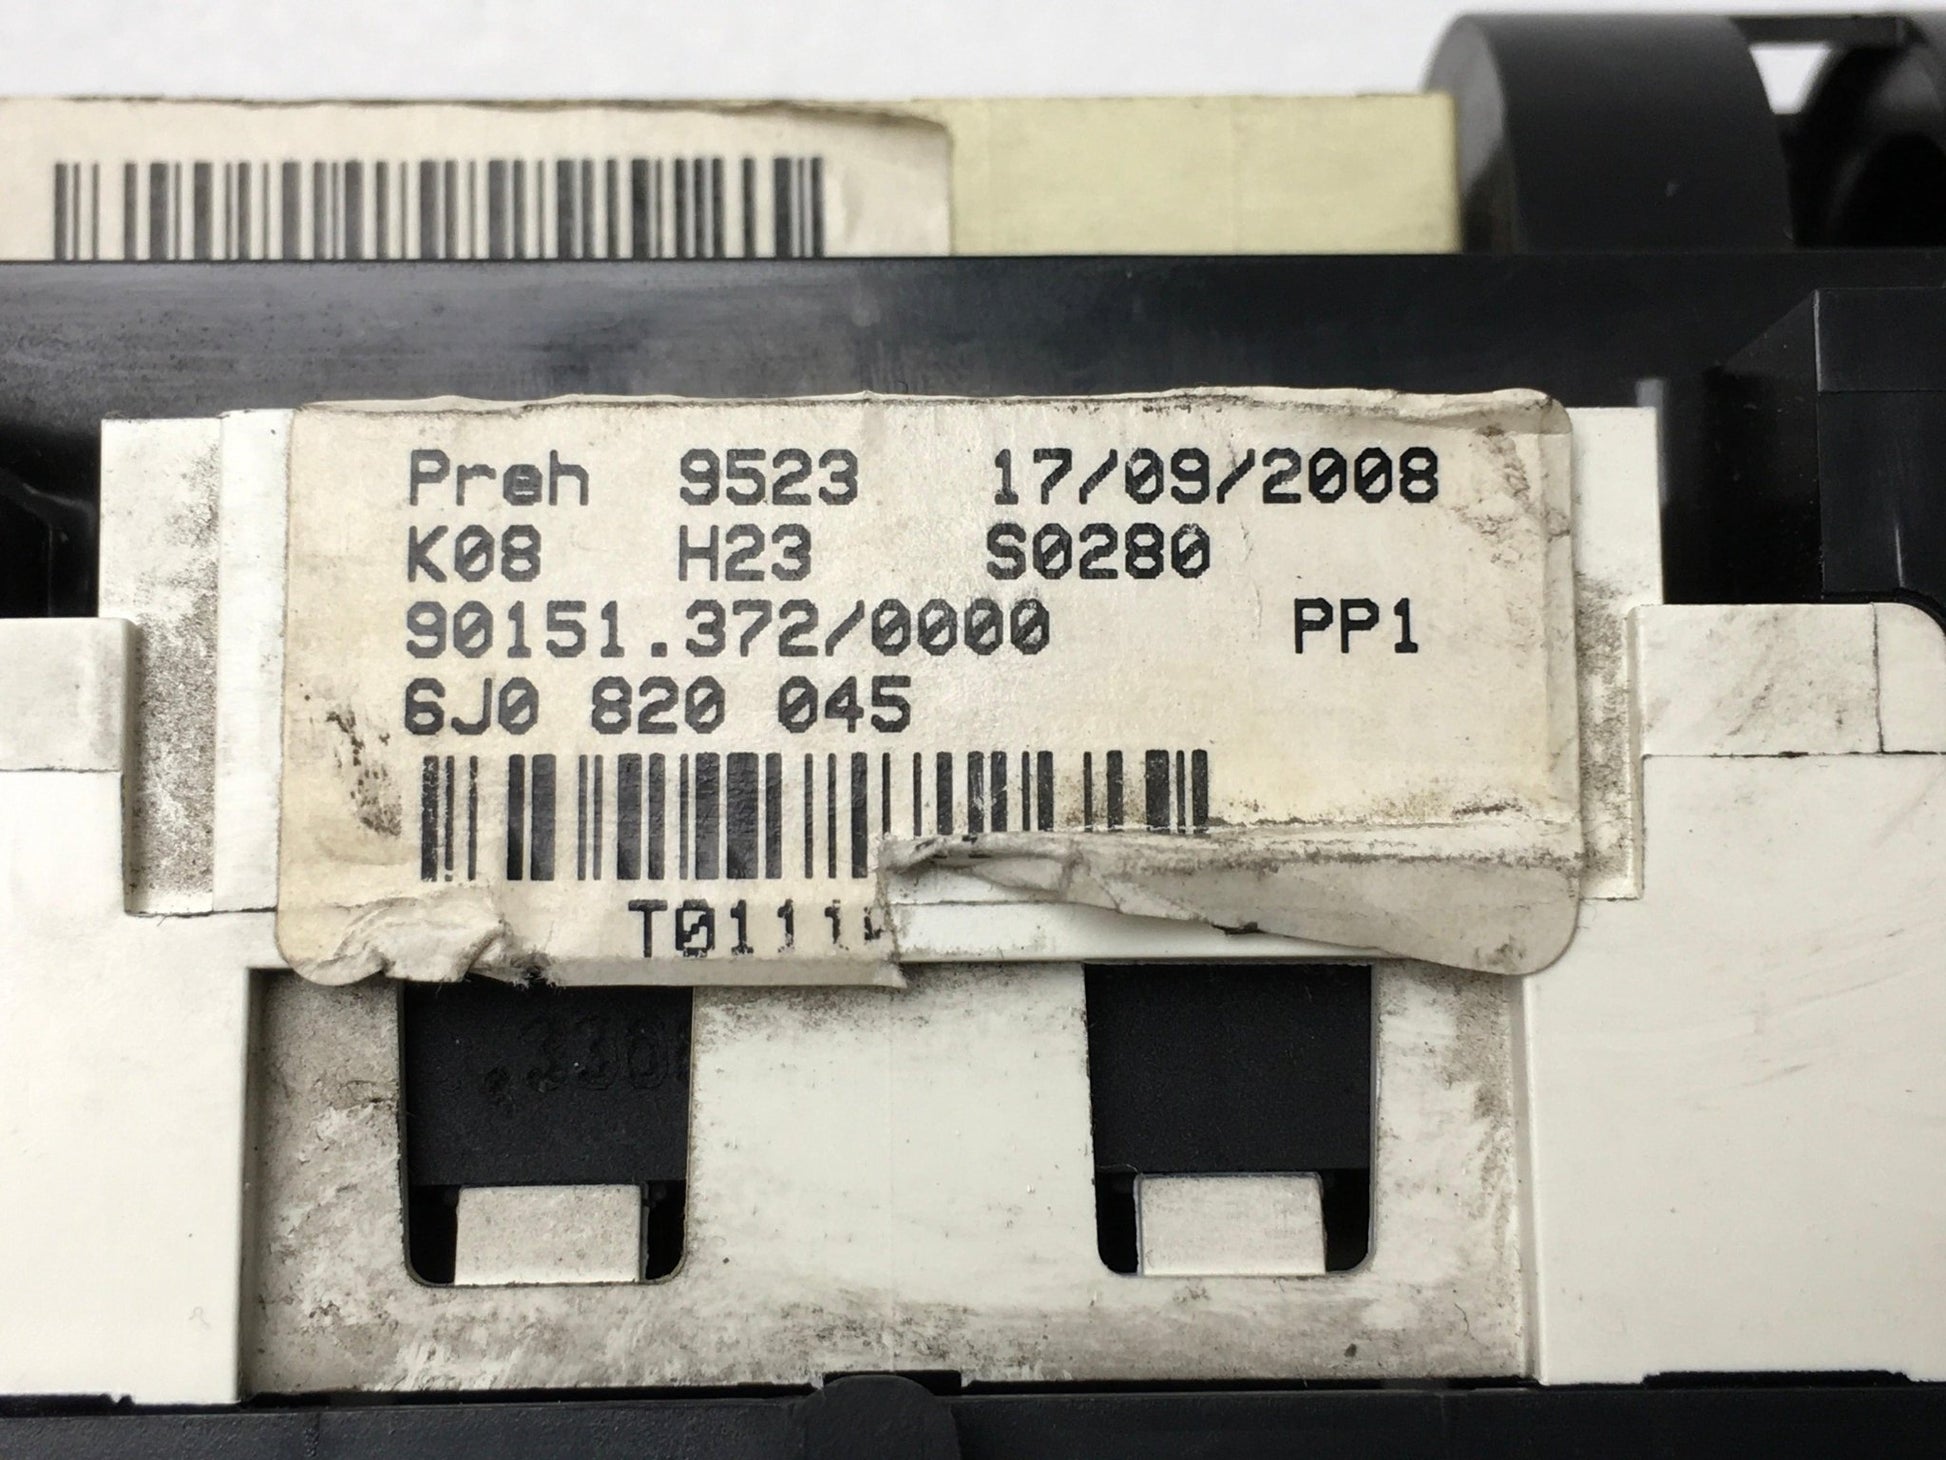 Preh 9523 17/09/2008
K08 H23 S0280
90151.372/0000 PP1
6J0 820 045